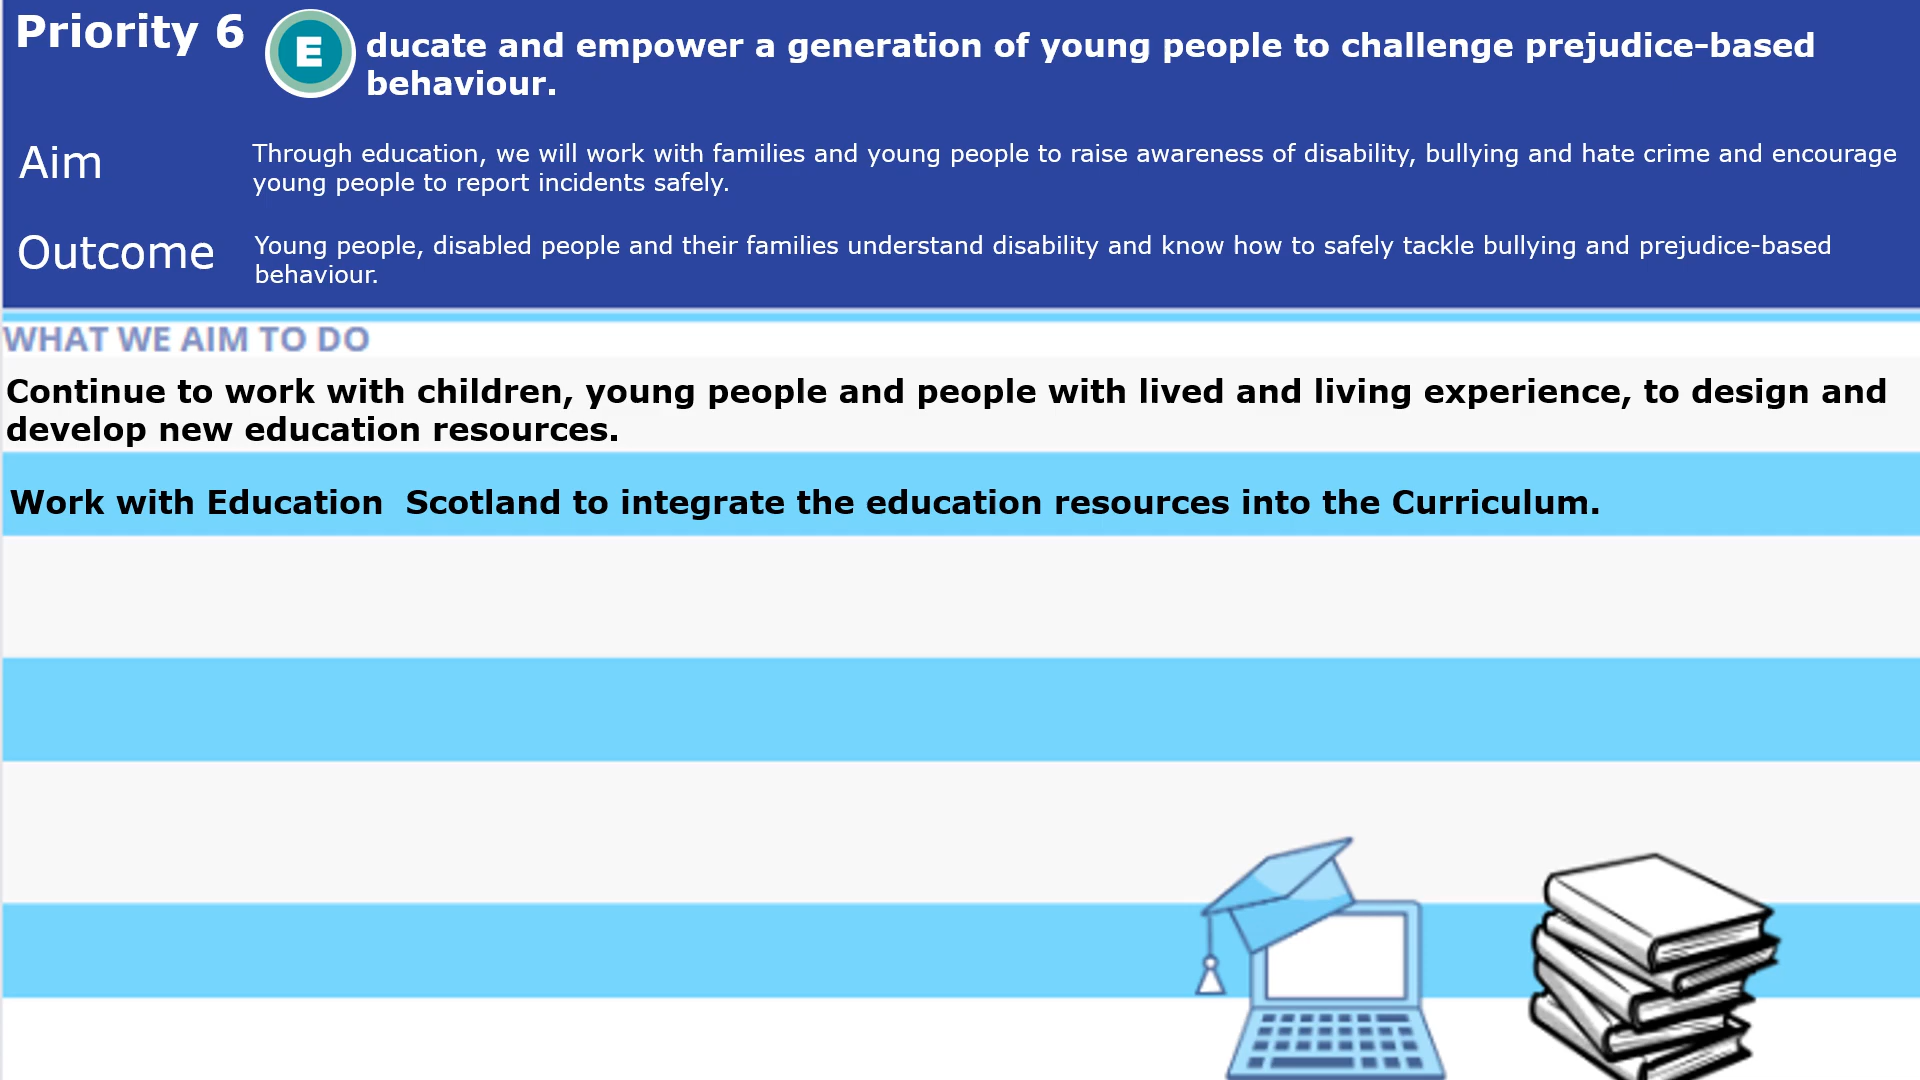 Priority 6
E ducate and empower a generation of young people to challenge prejudice-based
behaviour.
Aim
Through education, we will work with families and young people to raise awareness of disability, bullying and hate crime and encourage
young people to report incidents safely.
Outcome
Young people, disabled people and their families understand disability and know how to safely tackle bullying and prejudice-based
behaviour.
WHAT WE AIM TO DO
Continue to work with children, young people and people with lived and living experience, to design and
develop new education resources.
Work with Education  Scotland to integrate the education resources into the Curriculum.